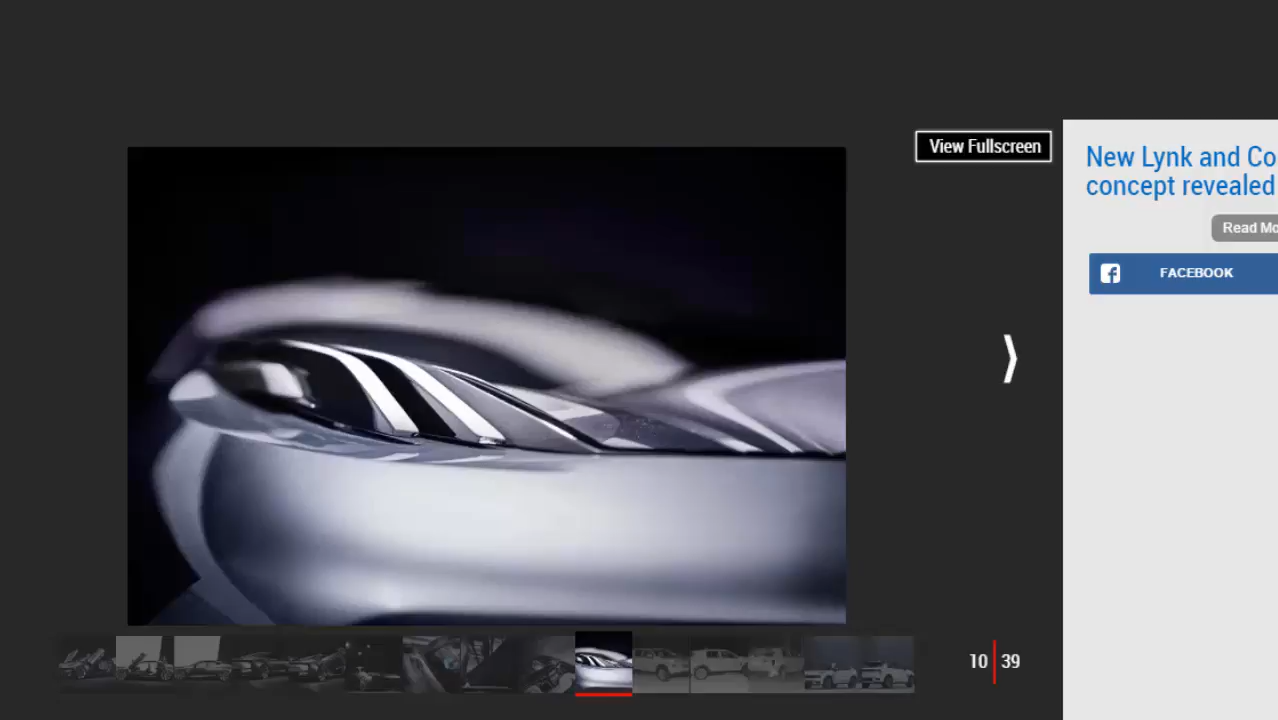 View Fullscreen
New Lynk and Co
concept revealed
Read Mo
FACEBOOK
10 39